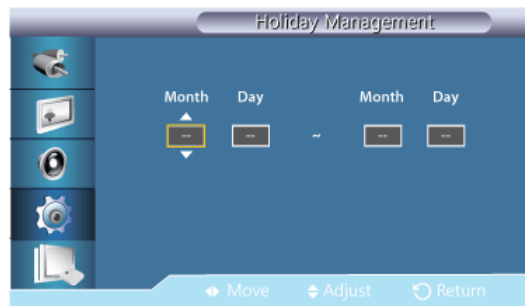 Holiday Management
Month Day Month Day
-- -- ~ -- --
Move Adjust Return